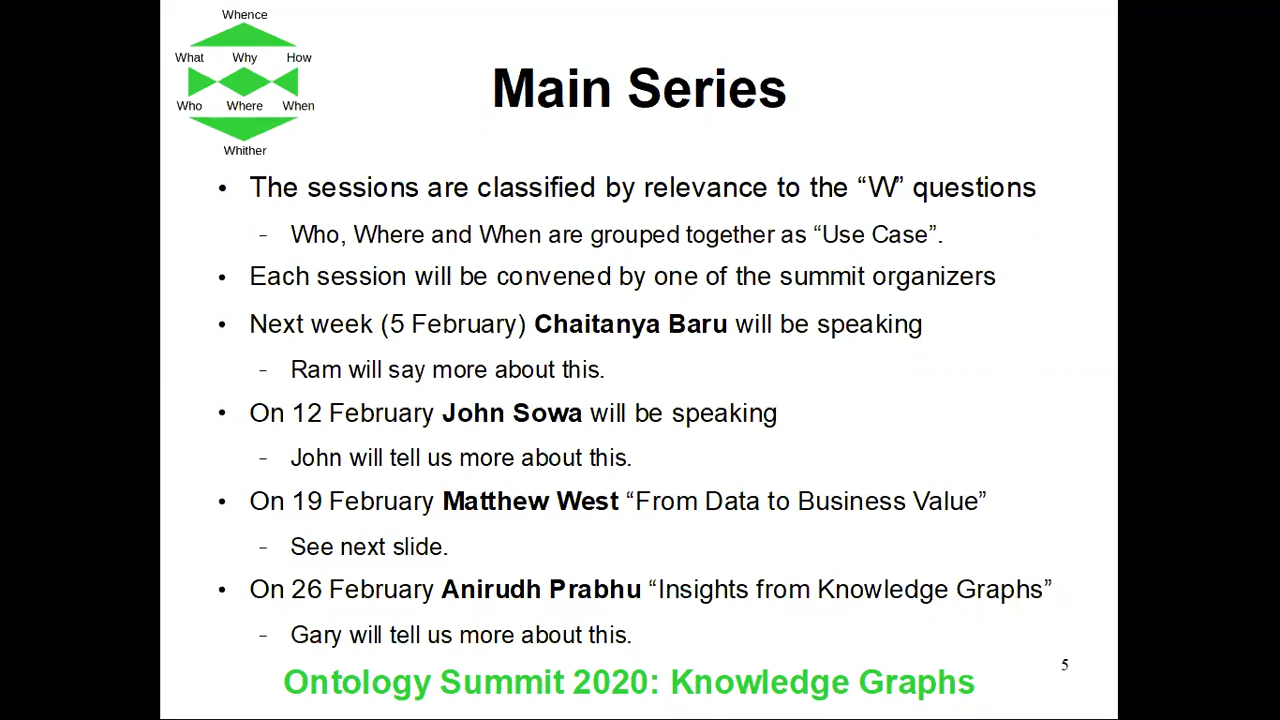 Whence
What Why How
Who Where When
Whither
Main Series
• The sessions are classified by relevance to the “W” questions
– Who, Where and When are grouped together as “Use Case”.
• Each session will be convened by one of the summit organizers
• Next week (5 February) Chaitanya Baru will be speaking
– Ram will say more about this.
• On 12 February John Sowa will be speaking
– John will tell us more about this.
• On 19 February Matthew West “From Data to Business Value”
– See next slide.
• On 26 February Anirudh Prabhu “Insights from Knowledge Graphs”
– Gary will tell us more about this.
5
Ontology Summit 2020: Knowledge Graphs